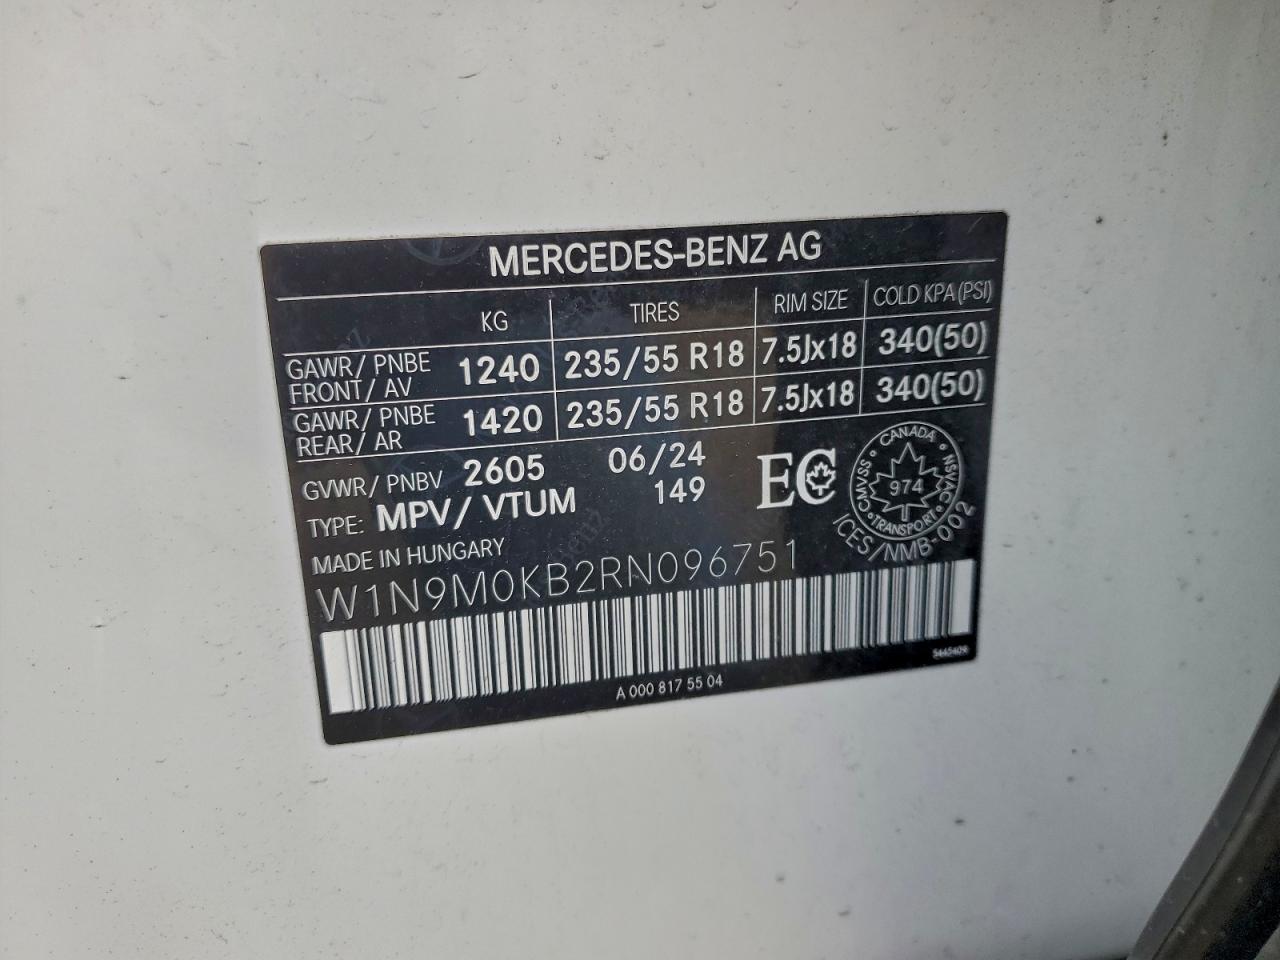 MERCEDES-BENZ AG
KG TIRES RIM SIZE COLD KPA (PSI)
GAWR/ PNBE FRONT/ AV 1240 235/55 R18 7.5Jx18 340(50)
GAWR/ PNBE REAR/ AR 1420 235/55 R18 7.5Jx18 340(50)
GVWR/ PNBV 2605 06/24
TYPE: MPV/ VTUM 149
EC
CANADA
CMVSS NSVAC
974
TRANSPORT
ICES/NMB-002
MADE IN HUNGARY
W1N9M0KB2RN096751
5445409
A 000 817 55 04